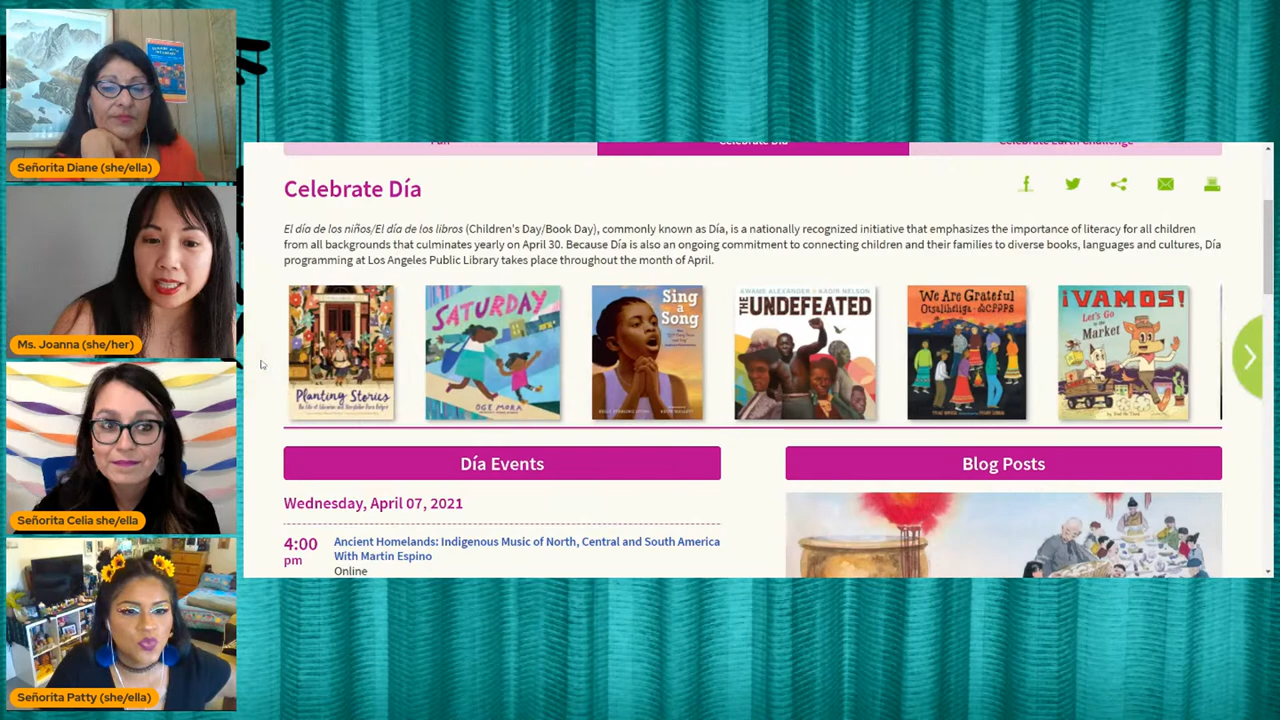 Señorita Diane (she/ella)
Ms. Joanna (she/her)
Señorita Celia she/ella
Señorita Patty (she/ella)
Fun
Celebrate Día
Celebrate Earth Challenge
Celebrate Día
El día de los niños/El día de los libros (Children's Day/Book Day), commonly known as Día, is a nationally recognized initiative that emphasizes the importance of literacy for all children
from all backgrounds that culminates yearly on April 30. Because Día is also an ongoing commitment to connecting children and their families to diverse books, languages and cultures, Día
programming at Los Angeles Public Library takes place throughout the month of April.
Planting Stories
SATURDAY
OGE MORA
Sing
a
Song
KWAME ALEXANDER & KADIR NELSON
THE UNDEFEATED
We Are Grateful
Otsaliheliga
¡VAMOS!
Let's Go
to the
Market
Día Events
Blog Posts
Wednesday, April 07, 2021
4:00
pm
Ancient Homelands: Indigenous Music of North, Central and South America
With Martin Espino
Online